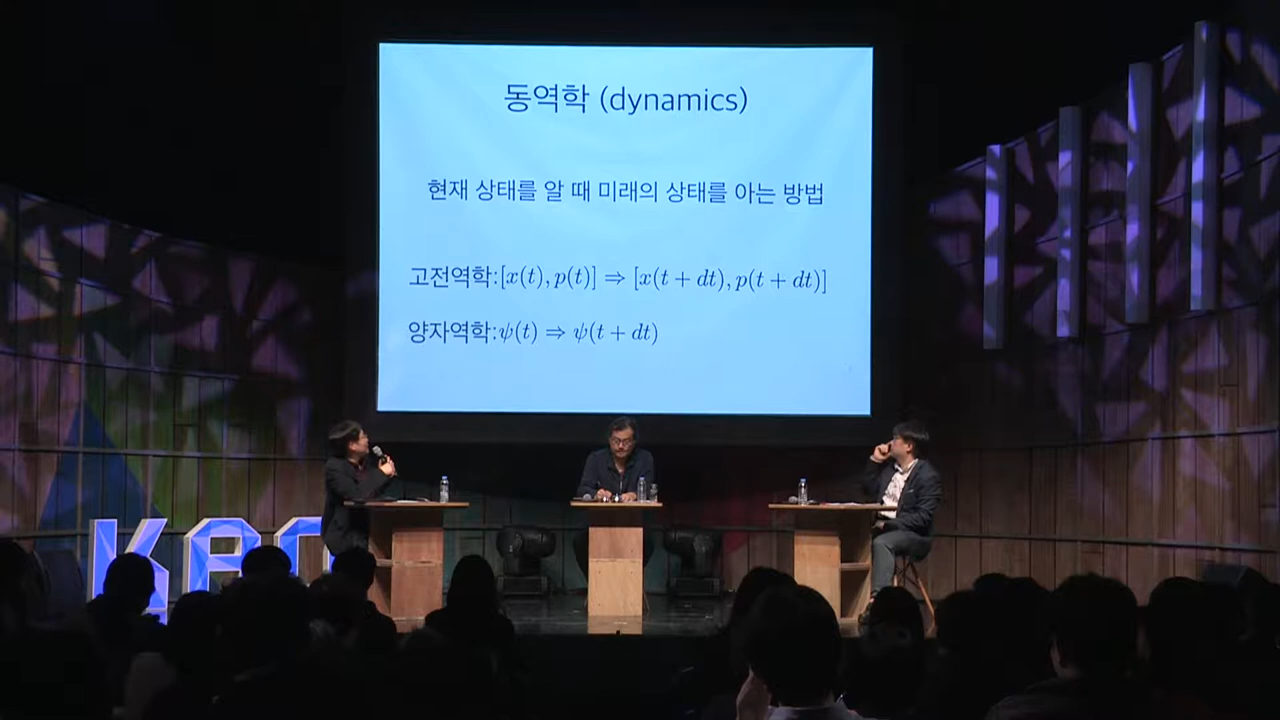 동역학 (dynamics)
현재 상태를 알 때 미래의 상태를 아는 방법
고전역학:[x(t), p(t)] ⇒ [x(t + dt), p(t + dt)]
양자역학:ψ(t) ⇒ ψ(t + dt)